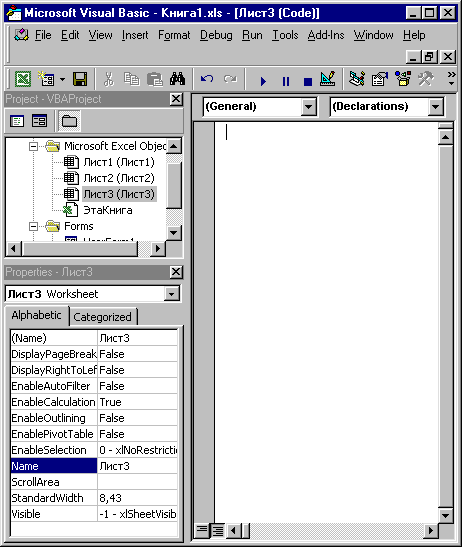 Microsoft Visual Basic - Книга1.xls - [Лист3 (Code)]
File Edit View Insert Format Debug Run Tools Add-Ins Window Help
Project - VBAProject
(General) (Declarations)
Microsoft Excel Objec
Лист1 (Лист1)
Лист2 (Лист2)
Лист3 (Лист3)
ЭтаКнига
Forms
UserForm1
Properties - Лист3
Лист3 Worksheet
Alphabetic Categorized
(Name) Лист3
DisplayPageBreak False
DisplayRightToLef False
EnableAutoFilter False
EnableCalculation True
EnableOutlining False
EnablePivotTable False
EnableSelection 0 - xlNoRestrictio
Name Лист3
ScrollArea
StandardWidth 8,43
Visible -1 - xlSheetVisib